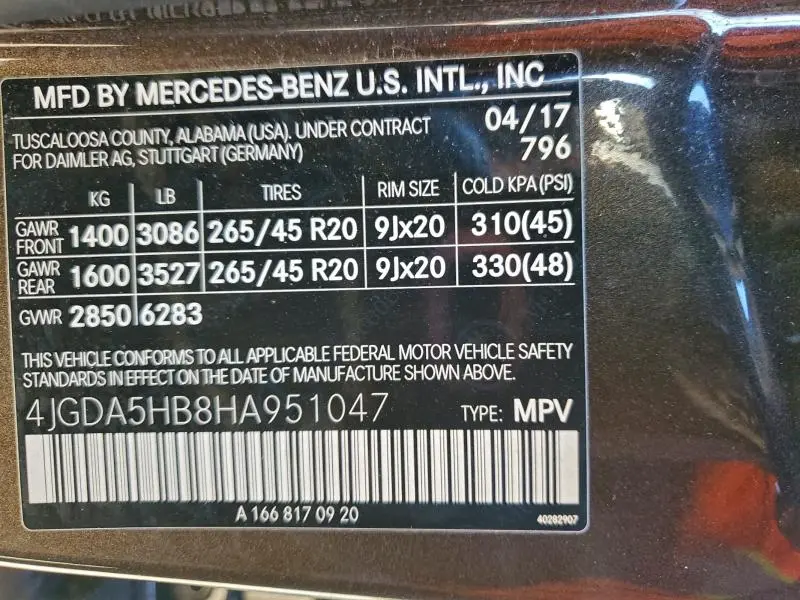 MFD BY MERCEDES-BENZ U.S. INTL., INC
TUSCALOOSA COUNTY, ALABAMA (USA). UNDER CONTRACT 04/17
FOR DAIMLER AG, STUTTGART (GERMANY) 796
KG LB TIRES RIM SIZE COLD KPA (PSI)
GAWR FRONT 1400 3086 265/45 R20 9Jx20 310(45)
GAWR REAR 1600 3527 265/45 R20 9Jx20 330(48)
GVWR 2850 6283
THIS VEHICLE CONFORMS TO ALL APPLICABLE FEDERAL MOTOR VEHICLE SAFETY
STANDARDS IN EFFECT ON THE DATE OF MANUFACTURE SHOWN ABOVE.
4JGDA5HB8HA951047 TYPE: MPV
A 166 817 09 20
40282907